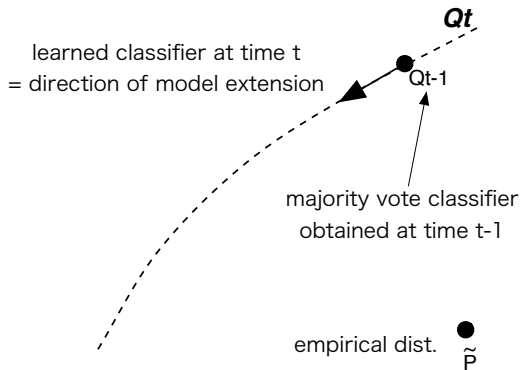 Qt
learned classifier at time t
= direction of model extension
Qt-1
majority vote classifier
obtained at time t-1
empirical dist.
P̃